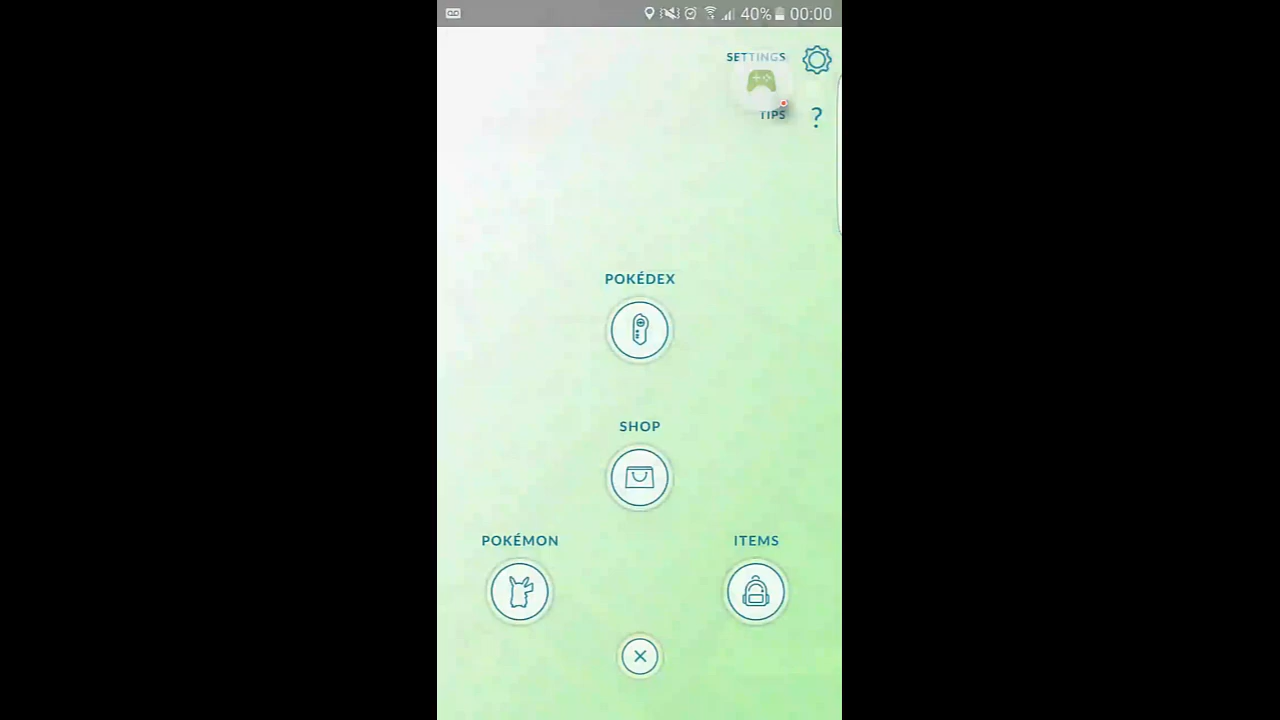 40% 00:00
SETTINGS
TIPS ?
POKÉDEX
SHOP
POKÉMON
ITEMS